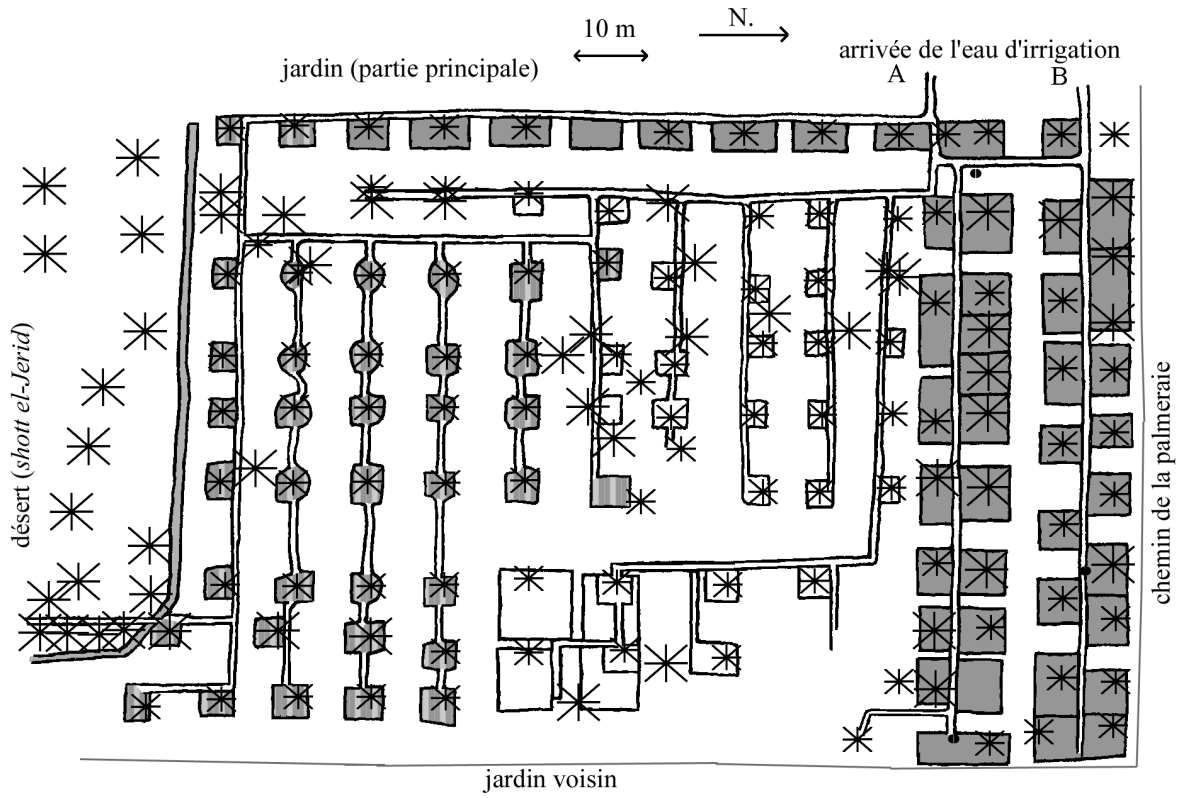 10 m
N.
arrivée de l'eau d'irrigation
jardin (partie principale)
A
B
désert (shott el-Jerid)
chemin de la palmeraie
jardin voisin